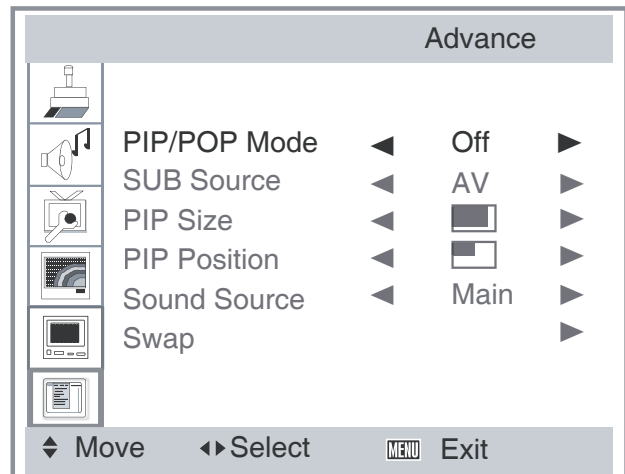 Advance
PIP/POP Mode Off
SUB Source AV
PIP Size
PIP Position
Sound Source Main
Swap
Move Select MENU Exit